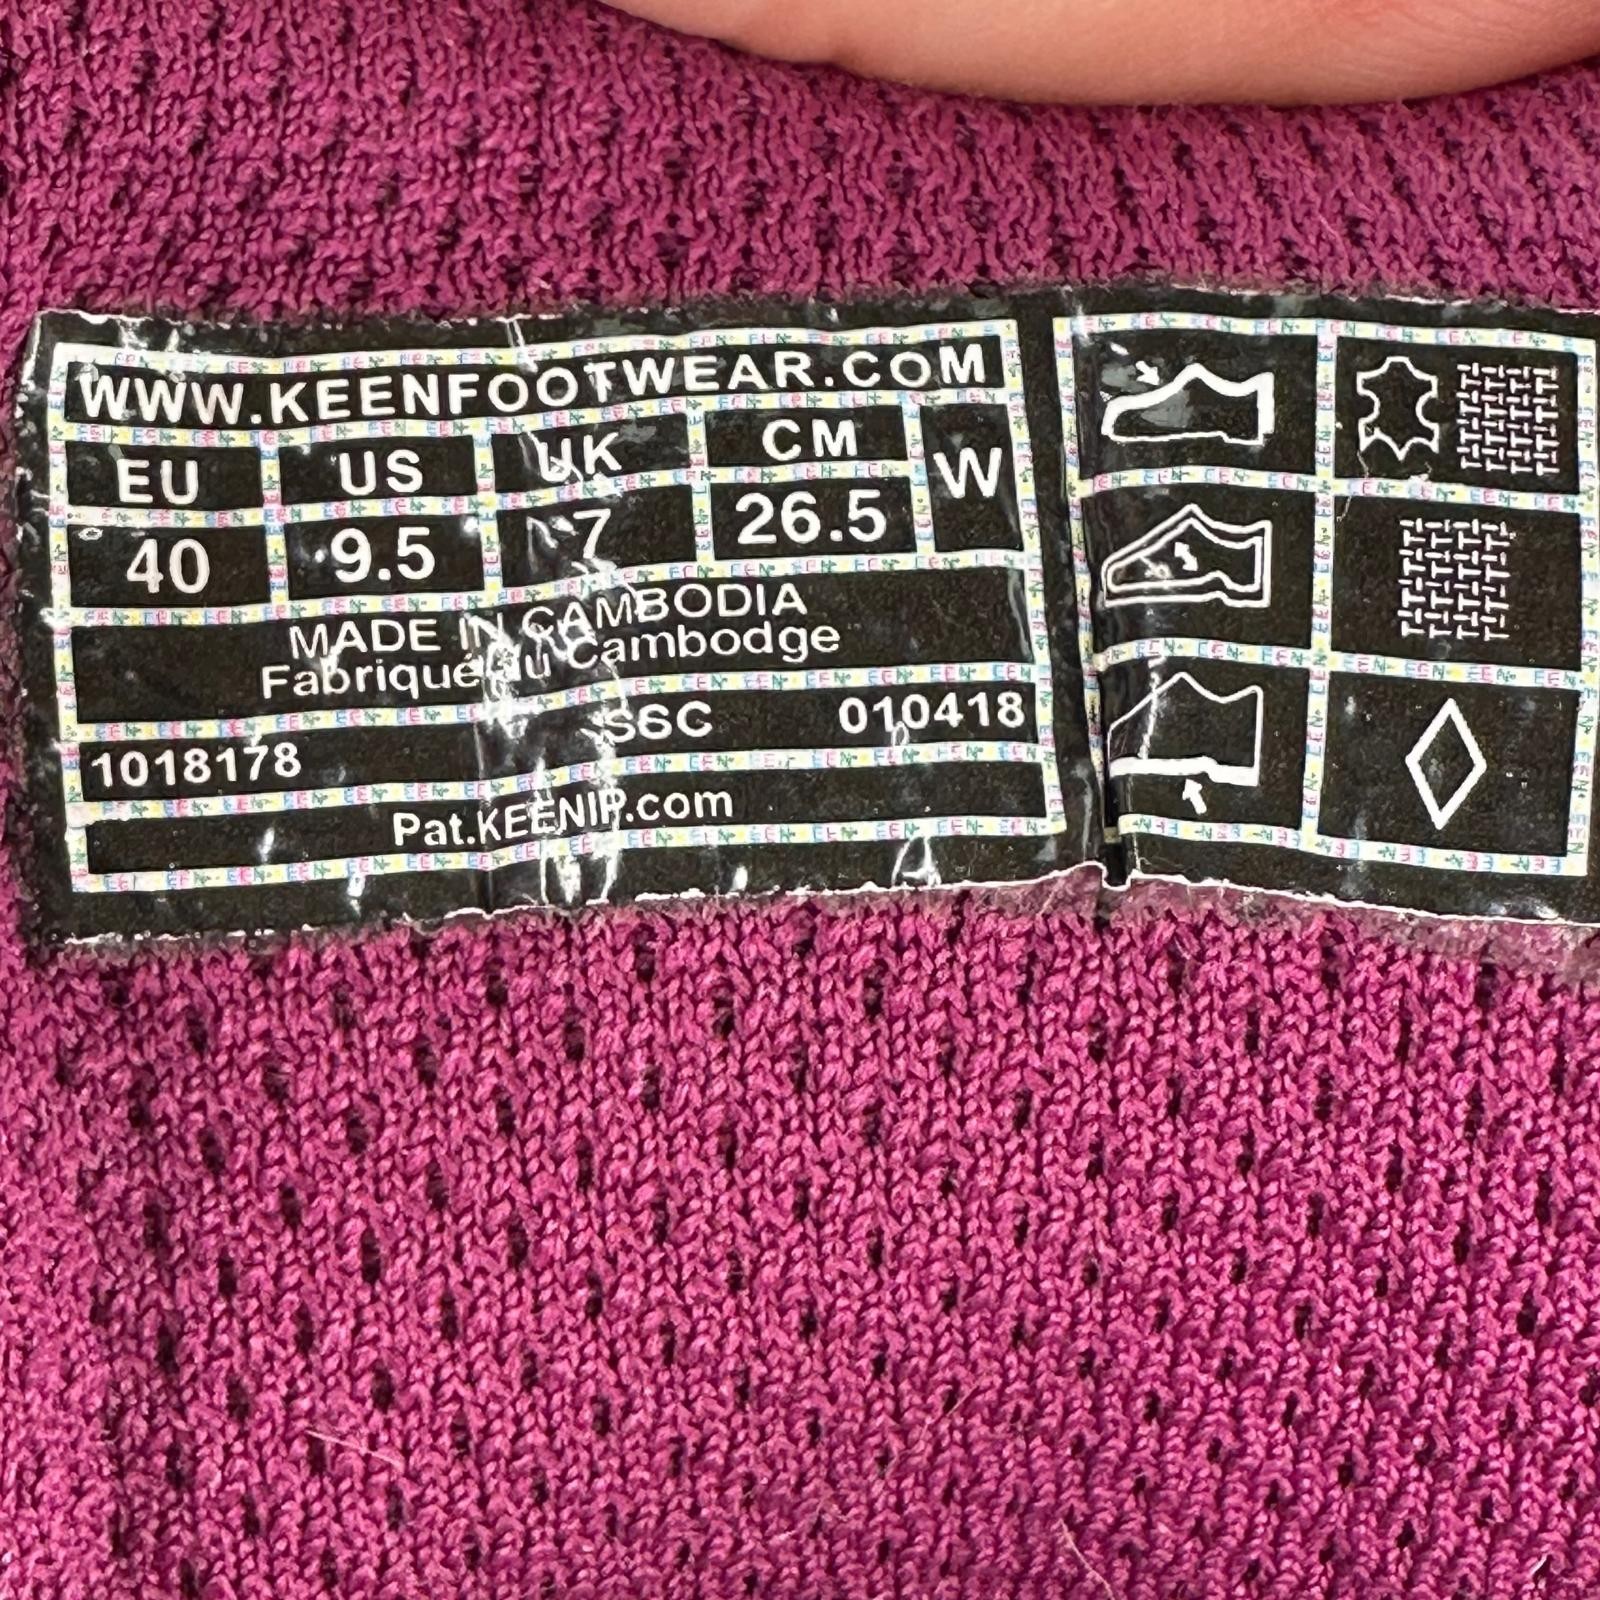 WWW.KEENFOOTWEAR.COM
EU US UK CM W
40 9.5 7 26.5
MADE IN CAMBODIA
Fabriqué au Cambodge
1018178 S6C 010418
Pat.KEENIP.com